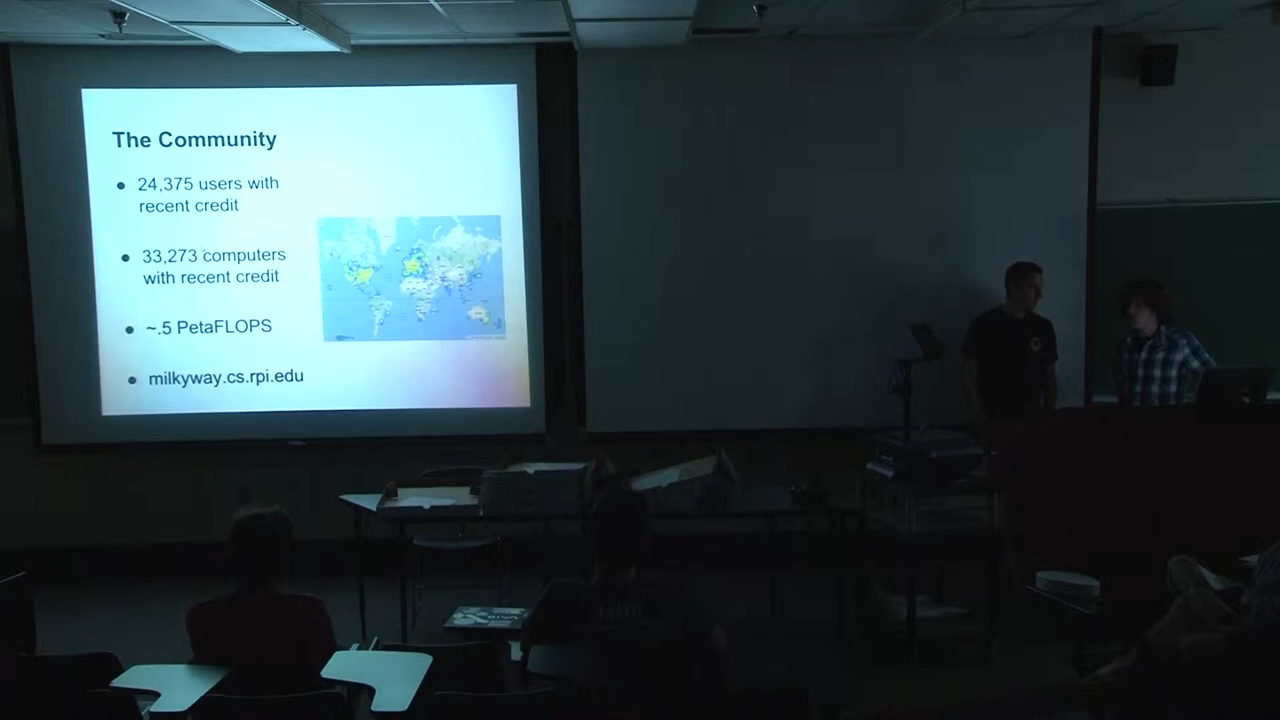 The Community
24,375 users with
recent credit
33,273 computers
with recent credit
~.5 PetaFLOPS
milkyway.cs.rpi.edu